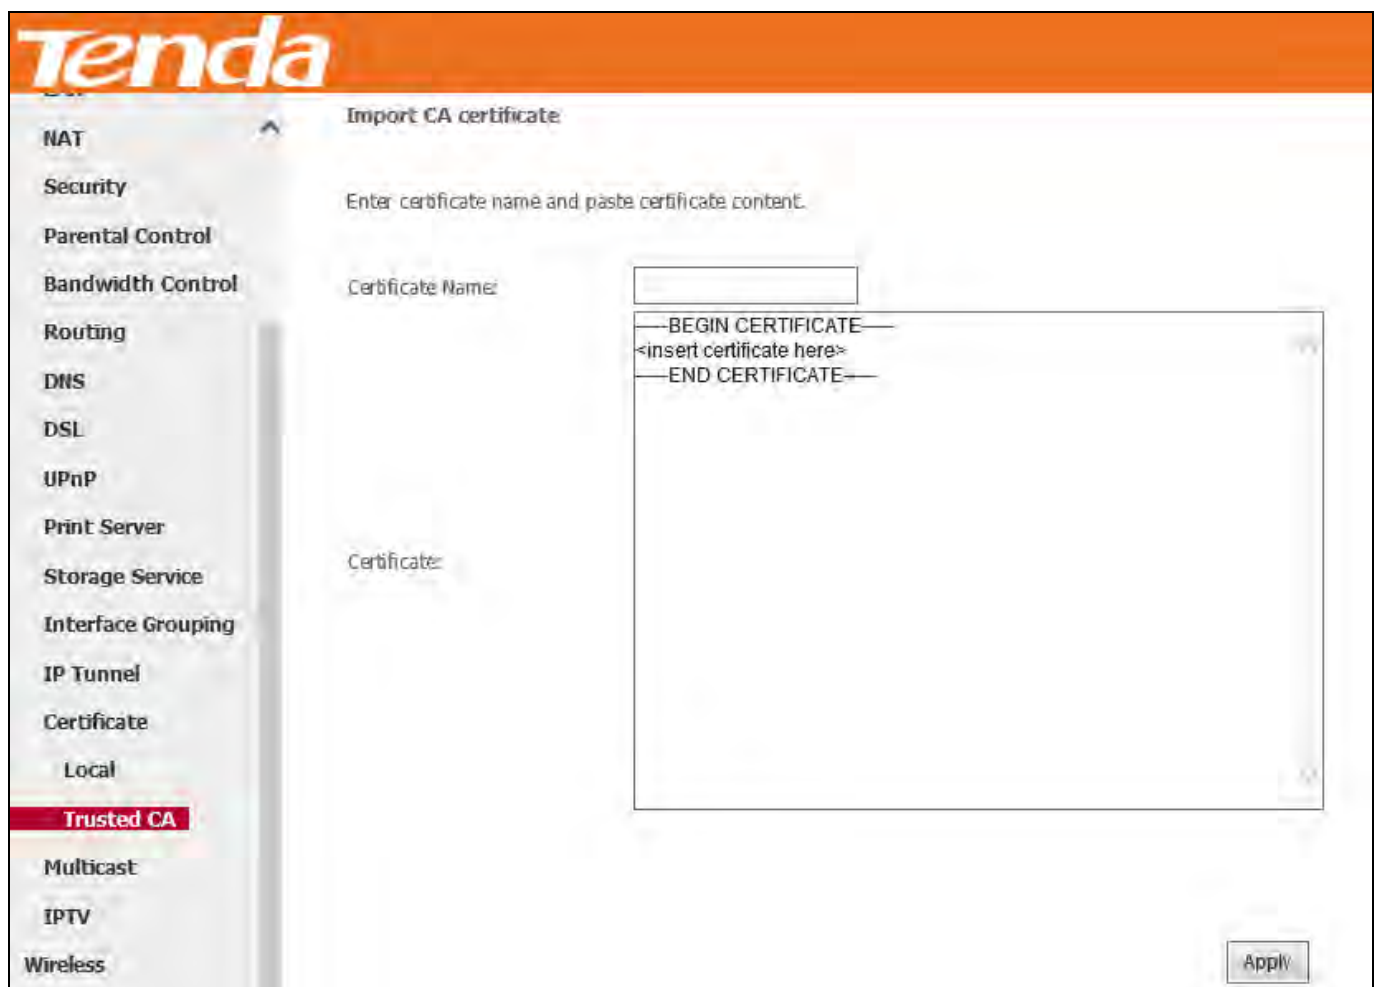 Tenda
NAT
Security
Parental Control
Bandwidth Control
Routing
DNS
DSL
UPnP
Print Server
Storage Service
Interface Grouping
IP Tunnel
Certificate
Local
Trusted CA
Multicast
IPTV
Wireless
Import CA certificate
Enter certificate name and paste certificate content.
Certificate Name:
-----BEGIN CERTIFICATE-----
<insert certificate here>
-----END CERTIFICATE-----
Certificate:
Apply